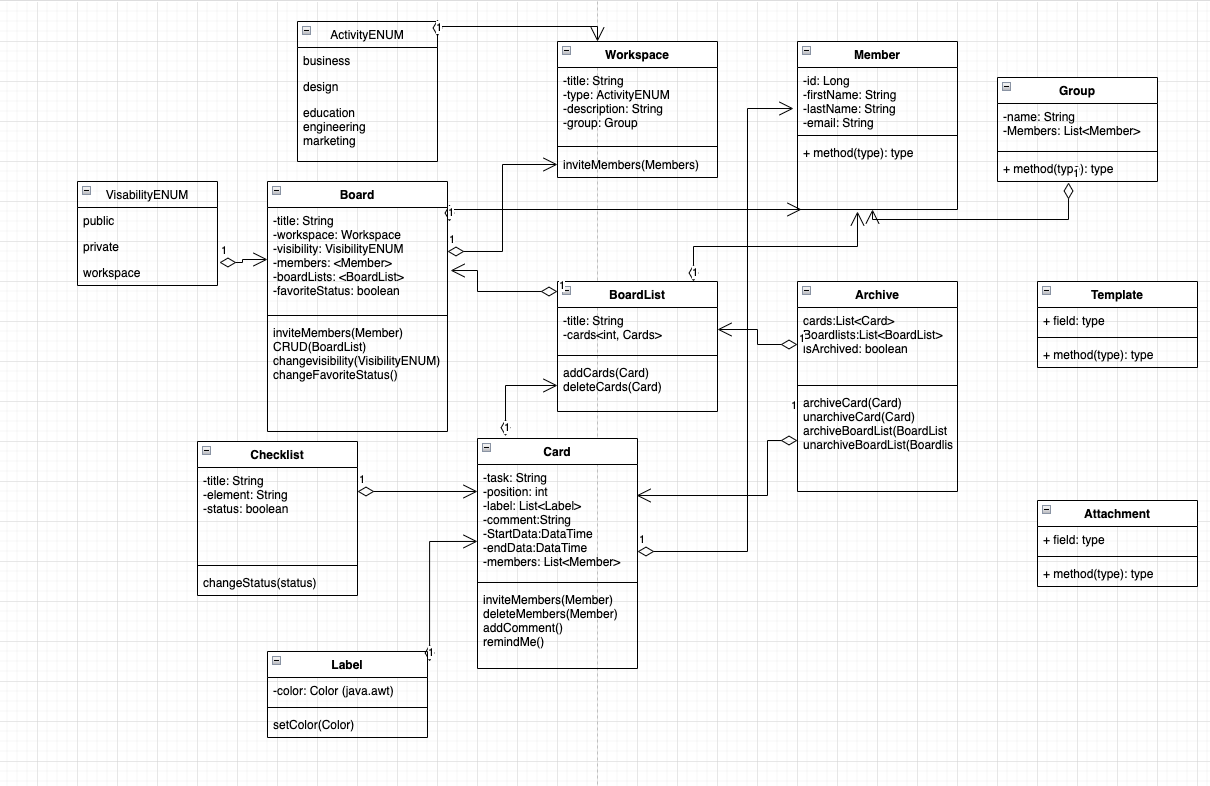 ActivityENUM
business
design
education
engineering
marketing
1
Workspace
-title: String
-type: ActivityENUM
-description: String
-group: Group
inviteMembers(Members)
Member
-id: Long
-firstName: String
-lastName: String
-email: String
+ method(type): type
Group
-name: String
-Members: List<Member>
+ method(type): type
1
VisabilityENUM
public
private
workspace
1
Board
-title: String
-workspace: Workspace
-visibility: VisibilityENUM
-members: <Member>
-boardLists: <BoardList>
-favoriteStatus: boolean
inviteMembers(Member)
CRUD(BoardList)
changevisibility(VisibilityENUM)
changeFavoriteStatus()
1
1
1
1
BoardList
-title: String
-cards<int, Cards>
addCards(Card)
deleteCards(Card)
Archive
cards:List<Card>
Boardlists:List<BoardList>
isArchived: boolean
1
1
archiveCard(Card)
unarchiveCard(Card)
archiveBoardList(BoardList
unarchiveBoardList(Boardlis
Template
+ field: type
+ method(type): type
Checklist
-title: String
-element: String
-status: boolean
changeStatus(status)
1
1
Card
-task: String
-position: int
-label: List<Label>
-comment:String
-StartData:DataTime
-endData:DataTime
-members: List<Member>
inviteMembers(Member)
deleteMembers(Member)
addComment()
remindMe()
1
Attachment
+ field: type
+ method(type): type
1
Label
-color: Color (java.awt)
setColor(Color)